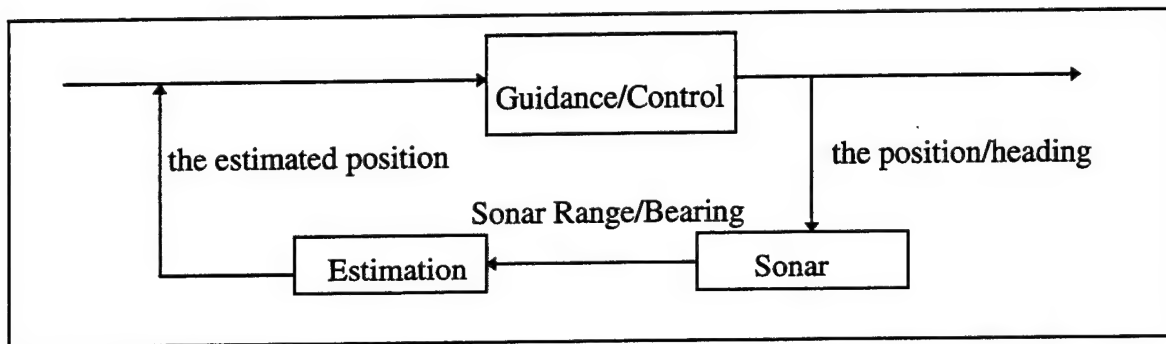 Guidance/Control
the estimated position
the position/heading
Sonar Range/Bearing
Estimation
Sonar